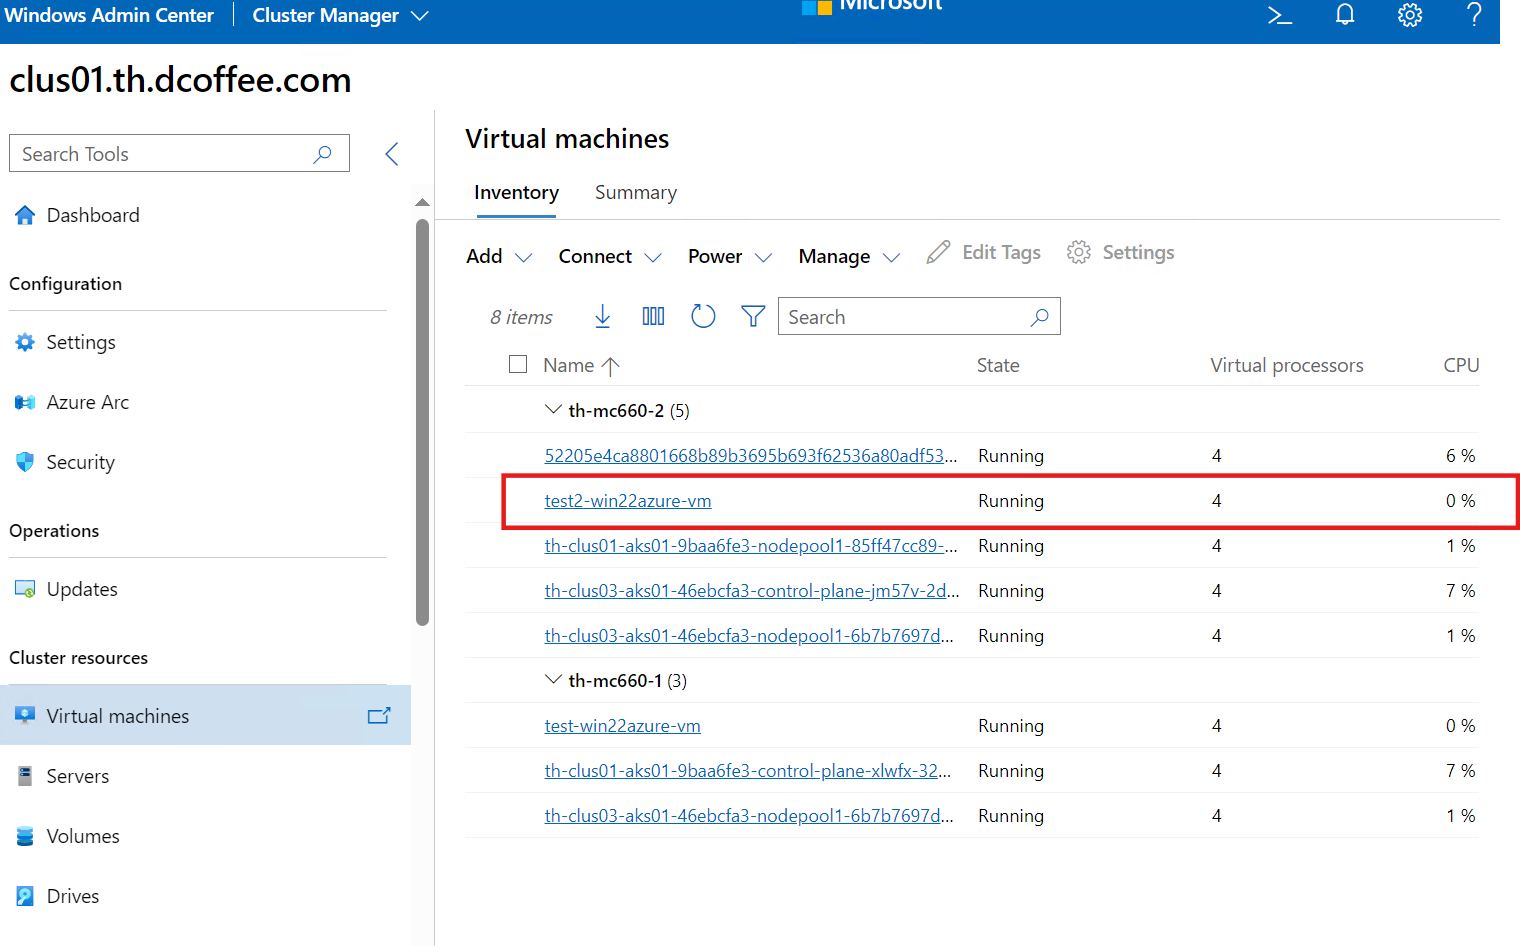 Windows Admin Center
Cluster Manager
Microsoft
clus01.th.dcoffee.com
Search Tools
Dashboard
Configuration
Settings
Azure Arc
Security
Operations
Updates
Cluster resources
Virtual machines
Servers
Volumes
Drives
Virtual machines
Inventory Summary
Add Connect Power Manage Edit Tags Settings
8 items Search
Name State Virtual processors CPU
th-mc660-2 (5)
52205e4ca8801668b89b3695b693f62536a80adf53... Running 4 6 %
test2-win22azure-vm Running 4 0 %
th-clus01-aks01-9baa6fe3-nodepool1-85ff47cc89-... Running 4 1 %
th-clus03-aks01-46ebcfa3-control-plane-jm57v-2d... Running 4 7 %
th-clus03-aks01-46ebcfa3-nodepool1-6b7b7697d... Running 4 1 %
th-mc660-1 (3)
test-win22azure-vm Running 4 0 %
th-clus01-aks01-9baa6fe3-control-plane-xlwfx-32... Running 4 7 %
th-clus03-aks01-46ebcfa3-nodepool1-6b7b7697d... Running 4 1 %